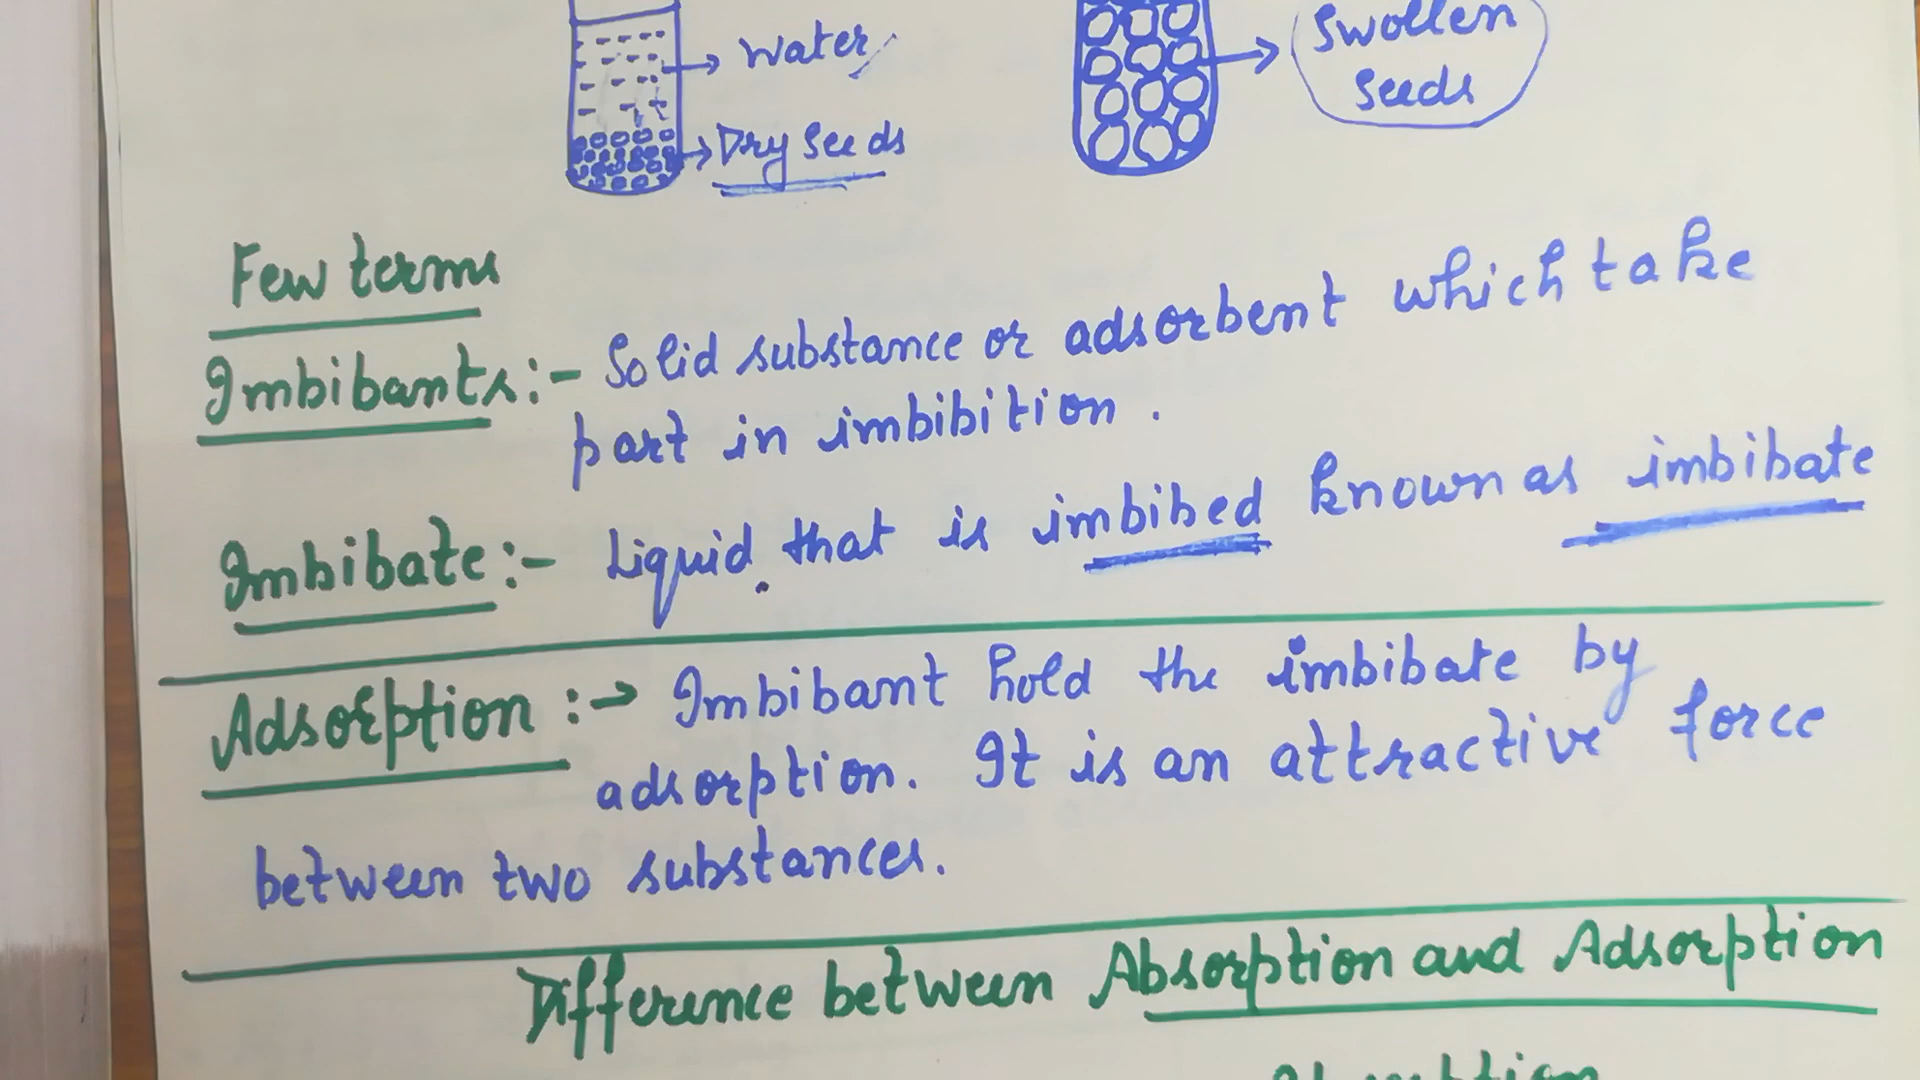 Water
Swollen
Seeds
Dry Seeds
Few terms
Imbibants:- Solid substance or adsorbent which take
part in imbibition.
Imbibate:- Liquid that is imbibed known as imbibate
Adsorption:→ Imbibant hold the imbibate by
adsorption. It is an attractive force
between two substances.
Difference between Absorption and Adsorption